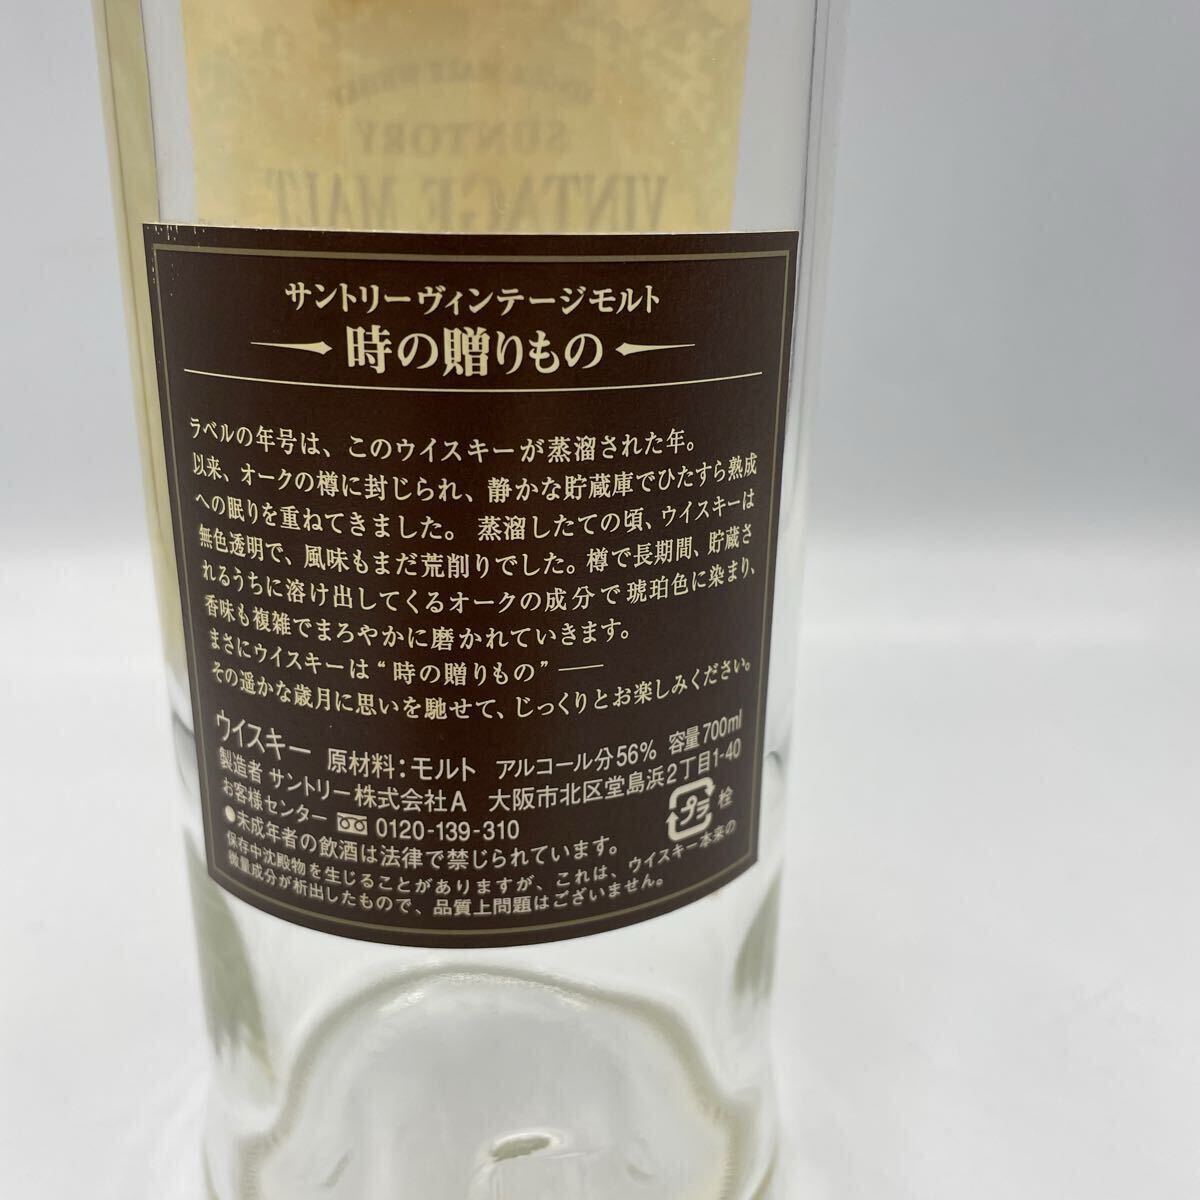 SINGLE MALT WHISKY
SUNTORY
VINTAGE MALT
サントリーヴィンテージモルト
時の贈りもの
ラベルの年号は、このウイスキーが蒸溜された年。
以来、オークの樽に封じられ、静かな貯蔵庫でひたすら熟成
への眠りを重ねてきました。 蒸溜したての頃、ウイスキーは
無色透明で、風味もまだ荒削りでした。樽で長期間、貯蔵さ
れるうちに溶け出してくるオークの成分で琥珀色に染まり、
香味も複雑でまろやかに磨かれていきます。
まさにウイスキーは“時の贈りもの”――
その遥かな歳月に思いを馳せて、じっくりとお楽しみください。
ウイスキー 原材料：モルト アルコール分56% 容量700ml
製造者 サントリー株式会社A 大阪市北区堂島浜2丁目1-40
お客様センター 0120-139-310
プラ 栓
●未成年者の飲酒は法律で禁じられています。
保存中沈殿物を生じることがありますが、これは、ウイスキー本来の
微量成分が析出したもので、品質上問題はございません。